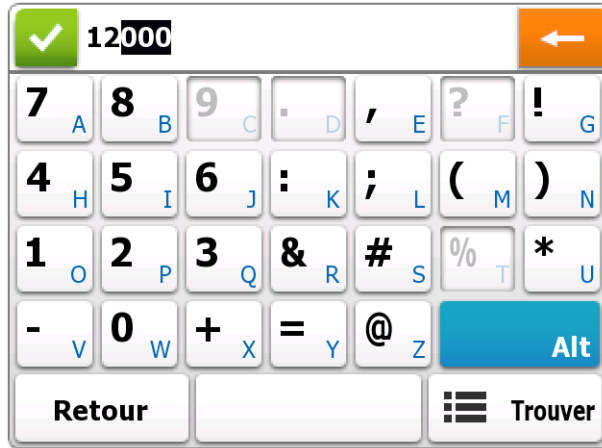 12000
7 A 8 B 9 C . D , E ? F ! G
4 H 5 I 6 J : K ; L ( M ) N
1 O 2 P 3 Q & R # S % T * U
- V 0 W + X = Y @ Z Alt
Retour Trouver